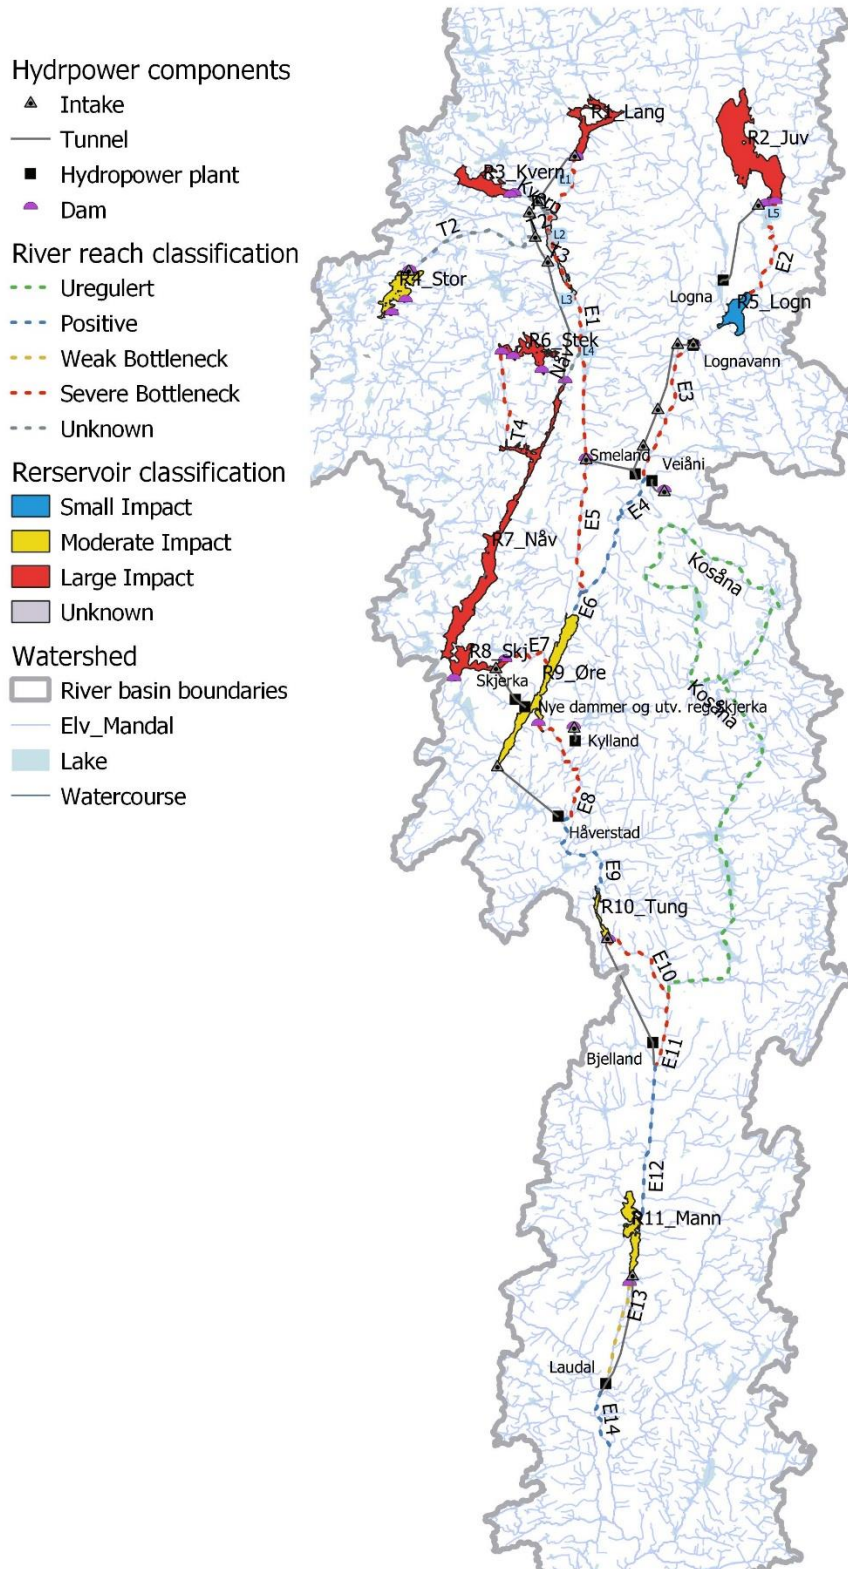 Hydrpower components
Intake
Tunnel
Hydropower plant
Dam
River reach classification
Uregulert
Positive
Weak Bottleneck
Severe Bottleneck
Unknown
Rerservoir classification
Small Impact
Moderate Impact
Large Impact
Unknown
Watershed
River basin boundaries
Elv_Mandal
Lake
Watercourse
R1_Lang
R2_Juv
L1
R3_Kvern
Kvern
L5
T2
L2
T3
E2
T2
R4_Stor
Logna
R5_Logn
L3
E1
R6_Stek
Nåv
L4
Lognavann
E3
T4
Smeland
Veiåni
E4
E5
R7_Nåv
Kosåna
E6
E7
R8_Skj
R9_Øre
Skjerka
Kosåna
Nye dammer og utv. reg Skjerka
Kylland
E8
Håverstad
E9
R10_Tung
E10
Bjelland
E11
E12
R11_Mann
E13
Laudal
E14